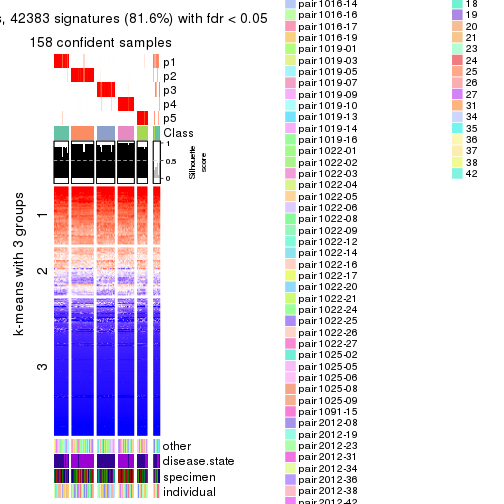 s, 42383 signatures (81.6%) with fdr < 0.05
158 confident samples
p1
p2
p3
p4
p5
Class
1
0.5
0
Silhouette
score
k-means with 3 groups
1
2
3
other
disease.state
specimen
individual
pair1016-14
pair1016-16
pair1016-17
pair1016-19
pair1019-01
pair1019-03
pair1019-05
pair1019-07
pair1019-09
pair1019-10
pair1019-13
pair1019-14
pair1019-16
pair1022-01
pair1022-02
pair1022-03
pair1022-04
pair1022-05
pair1022-06
pair1022-08
pair1022-09
pair1022-12
pair1022-14
pair1022-16
pair1022-17
pair1022-20
pair1022-21
pair1022-24
pair1022-25
pair1022-26
pair1022-27
pair1025-02
pair1025-05
pair1025-06
pair1025-08
pair1025-09
pair1091-15
pair2012-08
pair2012-19
pair2012-23
pair2012-31
pair2012-34
pair2012-36
pair2012-38
pair2012-42
18
19
20
21
23
24
25
26
27
31
34
35
36
37
38
42